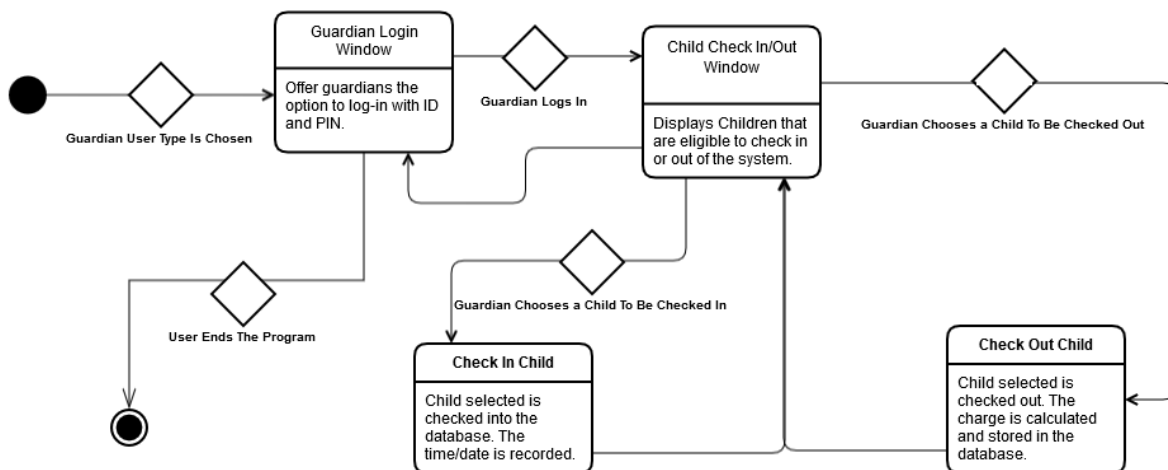 Guardian Login
Window
Offer guardians the
option to log-in with ID
and PIN.
Guardian User Type Is Chosen
Guardian Logs In
Child Check In/Out
Window
Displays Children that
are eligible to check in
or out of the system.
Guardian Chooses a Child To Be Checked Out
User Ends The Program
Guardian Chooses a Child To Be Checked In
Check In Child
Child selected is
checked into the
database. The
time/date is recorded.
Check Out Child
Child selected is
checked out. The
charge is calculated
and stored in the
database.